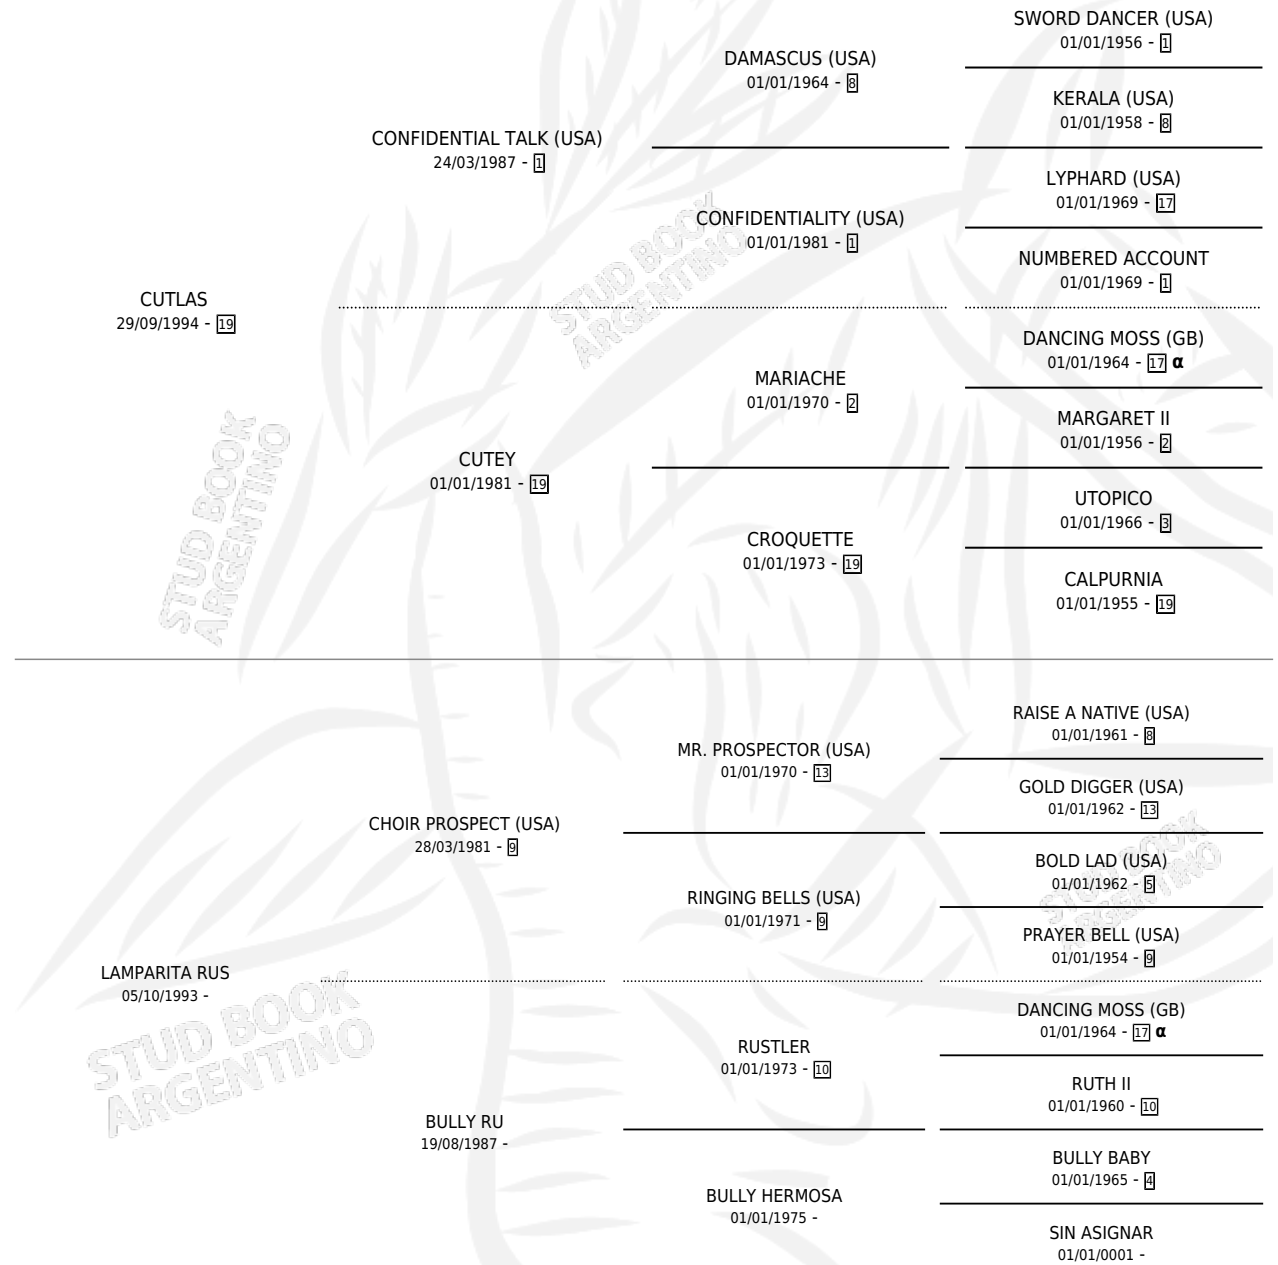 SWORD DANCER (USA)
01/01/1956 - 1
DAMASCUS (USA)
01/01/1964 - 8
KERALA (USA)
01/01/1958 - 8
CONFIDENTIAL TALK (USA)
24/03/1987 - 1
LYPHARD (USA)
01/01/1969 - 17
CONFIDENTIALITY (USA)
01/01/1981 - 1
NUMBERED ACCOUNT
01/01/1969 - 1
CUTLAS
29/09/1994 - 19
DANCING MOSS (GB)
01/01/1964 - 17 α
MARIACHE
01/01/1970 - 2
MARGARET II
01/01/1956 - 2
CUTEY
01/01/1981 - 19
UTOPICO
01/01/1966 - 3
CROQUETTE
01/01/1973 - 19
CALPURNIA
01/01/1955 - 19
RAISE A NATIVE (USA)
01/01/1961 - 8
MR. PROSPECTOR (USA)
01/01/1970 - 13
GOLD DIGGER (USA)
01/01/1962 - 13
CHOIR PROSPECT (USA)
28/03/1981 - 9
BOLD LAD (USA)
01/01/1962 - 5
RINGING BELLS (USA)
01/01/1971 - 9
PRAYER BELL (USA)
01/01/1954 - 9
LAMPARITA RUS
05/10/1993 -
DANCING MOSS (GB)
01/01/1964 - 17 α
RUSTLER
01/01/1973 - 10
RUTH II
01/01/1960 - 10
BULLY RU
19/08/1987 -
BULLY BABY
01/01/1965 - 4
BULLY HERMOSA
01/01/1975 -
SIN ASIGNAR
01/01/0001 -
STUD BOOK
ARGENTINO
STUD BOOK
ARGENTINO
STUD BOOK
ARGENTINO
STUD BOOK
ARGENTINO